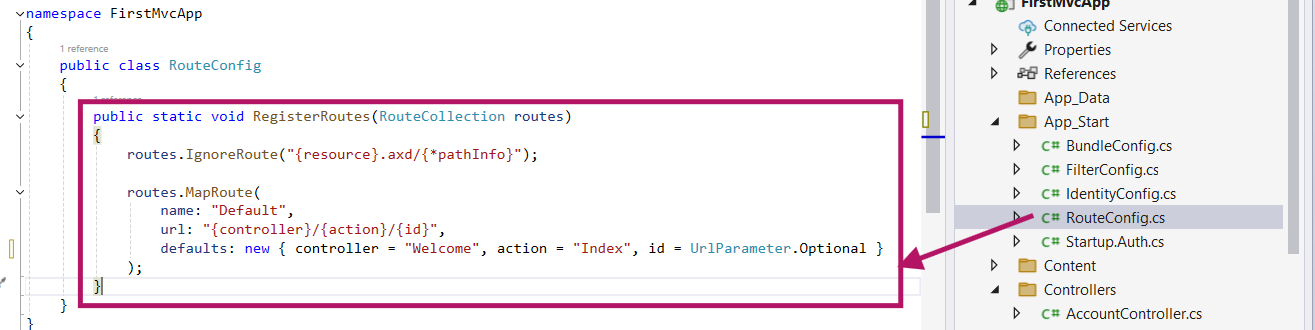 namespace FirstMvcApp
{
1 reference
public class RouteConfig
{
1 reference
public static void RegisterRoutes(RouteCollection routes)
{
routes.IgnoreRoute("{resource}.axd/{*pathInfo}");
routes.MapRoute(
name: "Default",
url: "{controller}/{action}/{id}",
defaults: new { controller = "Welcome", action = "Index", id = UrlParameter.Optional }
);
}
}
}
FirstMvcApp
Connected Services
Properties
References
App_Data
App_Start
C# BundleConfig.cs
C# FilterConfig.cs
C# IdentityConfig.cs
C# RouteConfig.cs
C# Startup.Auth.cs
Content
Controllers
C# AccountController.cs